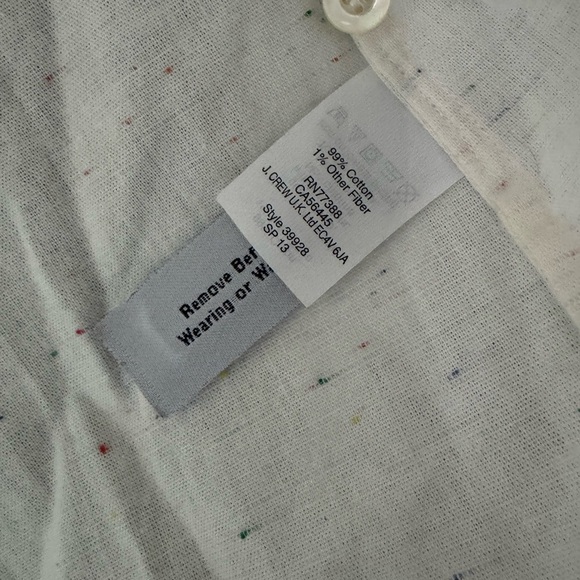 99% Cotton
1% Other Fiber
RN77388
CA56445
J. CREW U.K. Ltd EC4V 6JA
Style 39928
SP 13
Remove Bef
Wearing or W